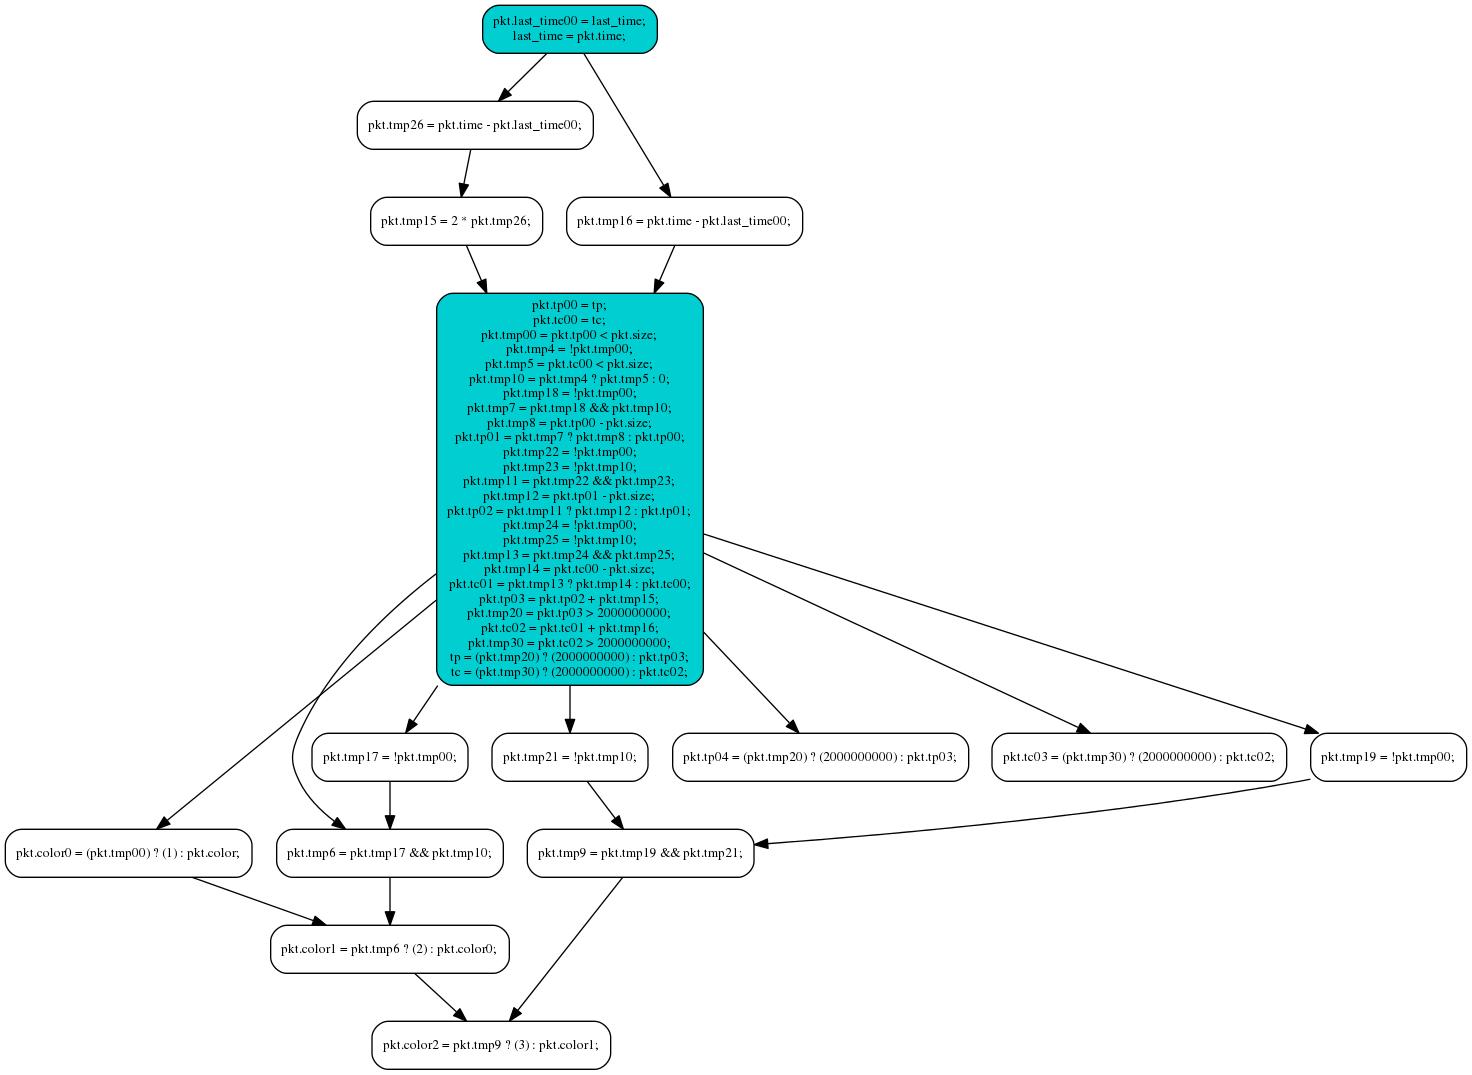 pkt.last_time00 = last_time;
last_time = pkt.time;
pkt.tmp26 = pkt.time - pkt.last_time00;
pkt.tmp15 = 2 * pkt.tmp26;
pkt.tmp16 = pkt.time - pkt.last_time00;
pkt.tp00 = tp;
pkt.tc00 = tc;
pkt.tmp00 = pkt.tp00 < pkt.size;
pkt.tmp4 = !pkt.tmp00;
pkt.tmp5 = pkt.tc00 < pkt.size;
pkt.tmp10 = pkt.tmp4 ? pkt.tmp5 : 0;
pkt.tmp18 = !pkt.tmp00;
pkt.tmp7 = pkt.tmp18 && pkt.tmp10;
pkt.tmp8 = pkt.tp00 - pkt.size;
pkt.tp01 = pkt.tmp7 ? pkt.tmp8 : pkt.tp00;
pkt.tmp22 = !pkt.tmp00;
pkt.tmp23 = !pkt.tmp10;
pkt.tmp11 = pkt.tmp22 && pkt.tmp23;
pkt.tmp12 = pkt.tp01 - pkt.size;
pkt.tp02 = pkt.tmp11 ? pkt.tmp12 : pkt.tp01;
pkt.tmp24 = !pkt.tmp00;
pkt.tmp25 = !pkt.tmp10;
pkt.tmp13 = pkt.tmp24 && pkt.tmp25;
pkt.tmp14 = pkt.tc00 - pkt.size;
pkt.tc01 = pkt.tmp13 ? pkt.tmp14 : pkt.tc00;
pkt.tp03 = pkt.tp02 + pkt.tmp15;
pkt.tmp20 = pkt.tp03 > 2000000000;
pkt.tc02 = pkt.tc01 + pkt.tmp16;
pkt.tmp30 = pkt.tc02 > 2000000000;
tp = (pkt.tmp20) ? (2000000000) : pkt.tp03;
tc = (pkt.tmp30) ? (2000000000) : pkt.tc02;
pkt.tmp17 = !pkt.tmp00;
pkt.tmp21 = !pkt.tmp10;
pkt.tp04 = (pkt.tmp20) ? (2000000000) : pkt.tp03;
pkt.tc03 = (pkt.tmp30) ? (2000000000) : pkt.tc02;
pkt.tmp19 = !pkt.tmp00;
pkt.color0 = (pkt.tmp00) ? (1) : pkt.color;
pkt.tmp6 = pkt.tmp17 && pkt.tmp10;
pkt.tmp9 = pkt.tmp19 && pkt.tmp21;
pkt.color1 = pkt.tmp6 ? (2) : pkt.color0;
pkt.color2 = pkt.tmp9 ? (3) : pkt.color1;